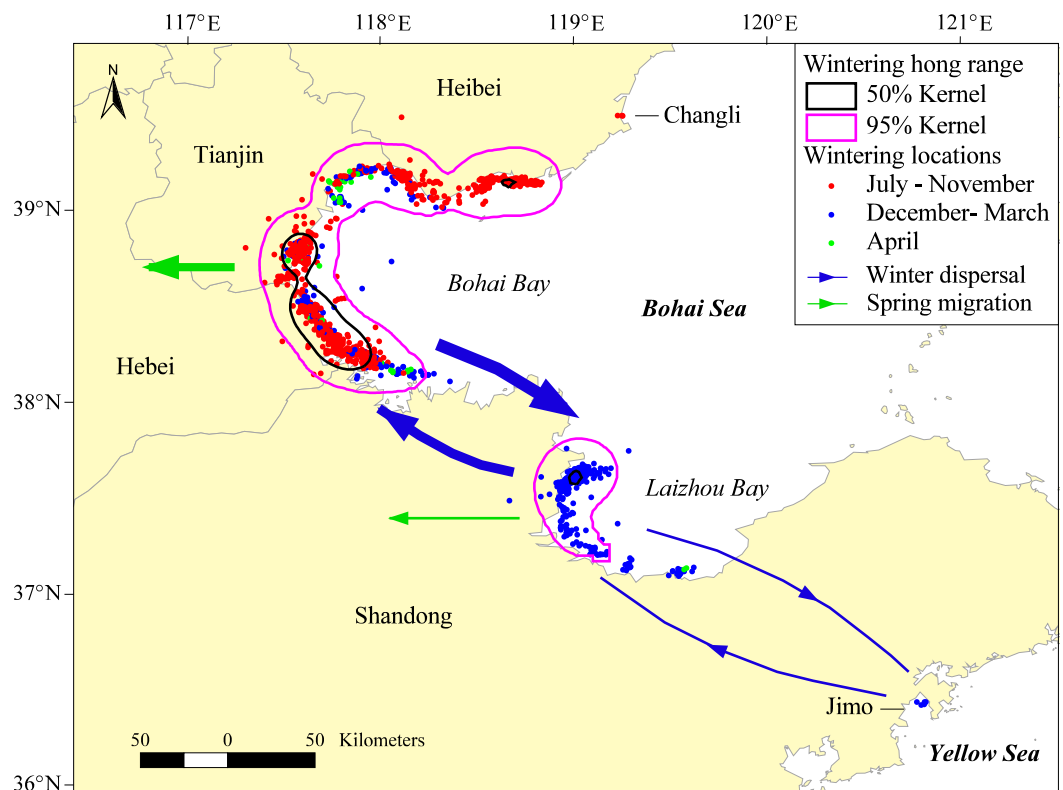 117°E 118°E 119°E 120°E 121°E
N
Heibei
Changli
Tianjin
39°N
Bohai Bay
Bohai Sea
Hebei
38°N
Laizhou Bay
37°N
Shandong
Jimo
Yellow Sea
50 0 50 Kilometers
36°N
Wintering hong range
50% Kernel
95% Kernel
Wintering locations
July - November
December- March
April
Winter dispersal
Spring migration